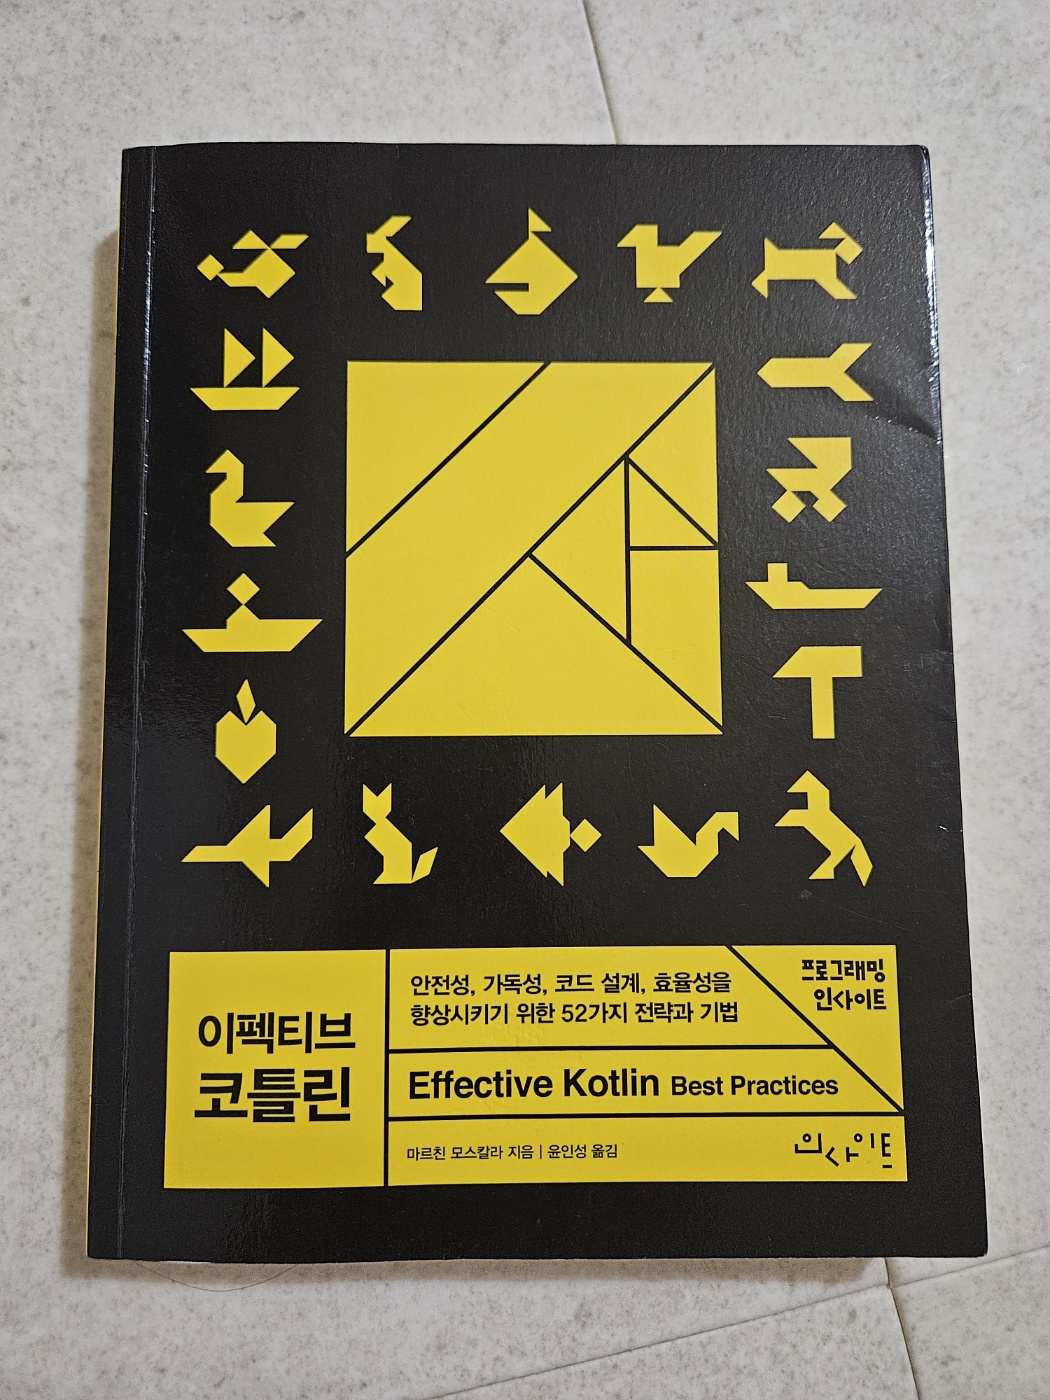 이펙티브
코틀린
안전성, 가독성, 코드 설계, 효율성을
향상시키기 위한 52가지 전략과 기법
프로그래밍
인사이트
Effective Kotlin Best Practices
마르친 모스칼라 지음 | 윤인성 옮김
인사이트